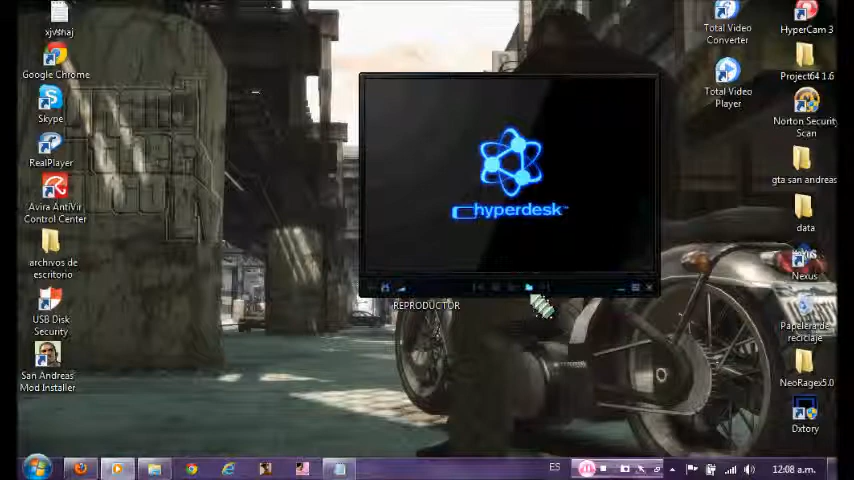 xjvshaj
Google Chrome
Skype
RealPlayer
Avira AntiVir
Control Center
archivos de
escritorio
USB Disk
Security
San Andreas
Mod Installer
hyperdesk™
REPRODUCTOR
Total Video
Converter
Total Video
Player
HyperCam 3
Project64 1.6
Norton Security
Scan
gta san andreas
data
Nexus
Papelera de
reciclaje
NeoRagex5.0
Dxtory
ES
12:08 a.m.